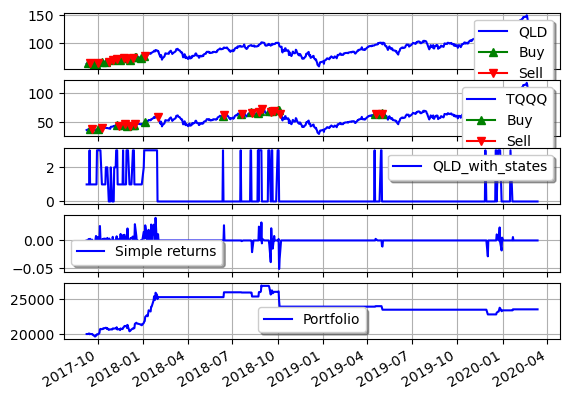 150
100
QLD
Buy
Sell
100
50
TQQQ
Buy
Sell
2
0
QLD_with_states
0.00
−0.05
Simple returns
25000
20000
Portfolio
2017-10
2018-01
2018-04
2018-07
2018-10
2019-01
2019-04
2019-07
2019-10
2020-01
2020-04